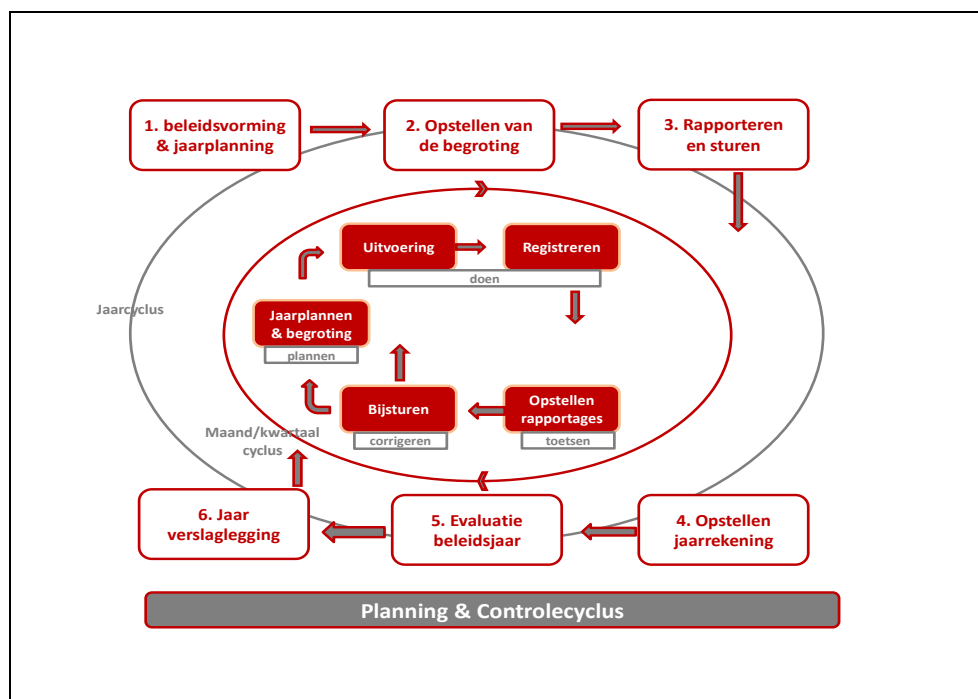 1. beleidsvorming
& jaarplanning
2. Opstellen van
de begroting
3. Rapporteren
en sturen
Uitvoering
Registreren
doen
Jaarcyclus
Jaarplannen
& begroting
plannen
Bijsturen
corrigeren
Opstellen
rapportages
toetsen
Maand/kwartaal
cyclus
6. Jaar
verslaglegging
5. Evaluatie
beleidsjaar
4. Opstellen
jaarrekening
Planning & Controlecyclus